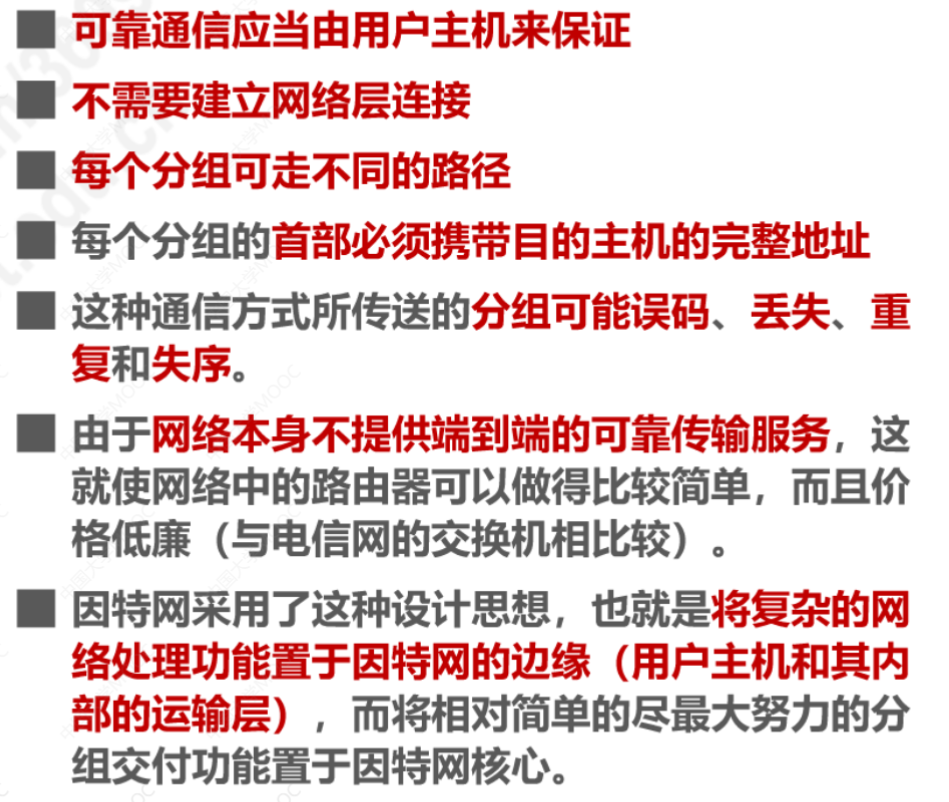 可靠通信应当由用户主机来保证
不需要建立网络层连接
每个分组可走不同的路径
每个分组的首部必须携带目的主机的完整地址
这种通信方式所传送的分组可能误码、丢失、重
复和失序。
由于网络本身不提供端到端的可靠传输服务，这
就使网络中的路由器可以做得比较简单，而且价
格低廉（与电信网的交换机相比较）。
因特网采用了这种设计思想，也就是将复杂的网
络处理功能置于因特网的边缘（用户主机和其内
部的运输层），而将相对简单的尽最大努力的分
组交付功能置于因特网核心。